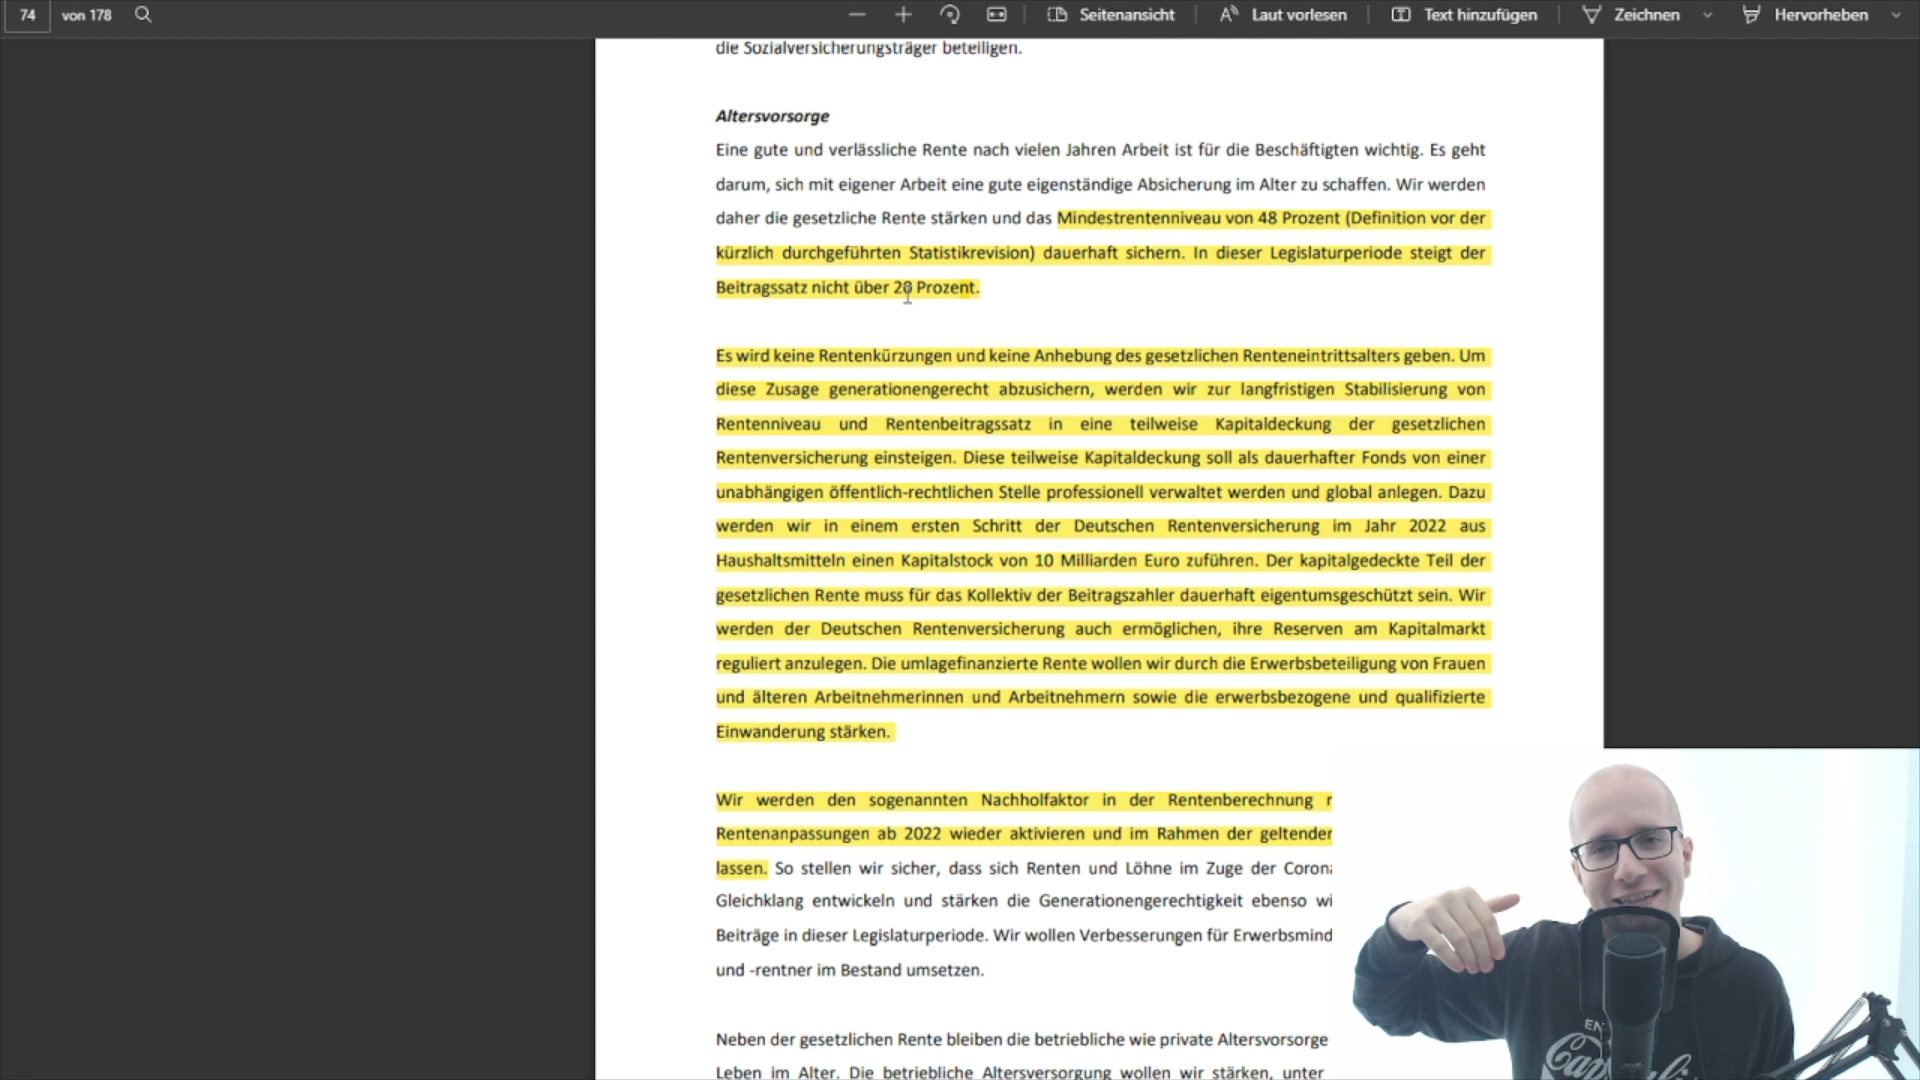 74 von 178 Seitenansicht Laut vorlesen Text hinzufügen Zeichnen Hervorheben
die Sozialversicherungsträger beteiligen.
Altersvorsorge
Eine gute und verlässliche Rente nach vielen Jahren Arbeit ist für die Beschäftigten wichtig. Es geht
darum, sich mit eigener Arbeit eine gute eigenständige Absicherung im Alter zu schaffen. Wir werden
daher die gesetzliche Rente stärken und das Mindestrentenniveau von 48 Prozent (Definition vor der
kürzlich durchgeführten Statistikrevision) dauerhaft sichern. In dieser Legislaturperiode steigt der
Beitragssatz nicht über Prozent.
Es wird keine Rentenkürzungen und keine Anhebung des gesetzlichen Renteneintrittsalters geben. Um
diese Zusage generationengerecht abzusichern, werden wir zur langfristigen Stabilisierung von
Rentenniveau und Rentenbeitragssatz in eine teilweise Kapitaldeckung der gesetzlichen
Rentenversicherung einsteigen. Diese teilweise Kapitaldeckung soll als dauerhafter Fonds von einer
unabhängigen öffentlich-rechtlichen Stelle professionell verwaltet werden und global anlegen. Dazu
werden wir in einem ersten Schritt der Deutschen Rentenversicherung im Jahr 2022 aus
Haushaltsmitteln einen Kapitalstock von 10 Milliarden Euro zuführen. Der kapitalgedeckte Teil der
gesetzlichen Rente muss für das Kollektiv der Beitragszahler dauerhaft eigentumsgeschützt sein. Wir
werden der Deutschen Rentenversicherung auch ermöglichen, ihre Reserven am Kapitalmarkt
reguliert anzulegen. Die umlagefinanzierte Rente wollen wir durch die Erwerbsbeteiligung von Frauen
und älteren Arbeitnehmerinnen und Arbeitnehmern sowie die erwerbsbezogene und qualifizierte
Einwanderung stärken.
Wir werden den sogenannten Nachholfaktor in der Rentenberechnung
Rentenanpassungen ab 2022 wieder aktivieren und im Rahmen der geltender
lassen. So stellen wir sicher, dass sich Renten und Löhne im Zuge der Corona
Gleichklang entwickeln und stärken die Generationengerechtigkeit ebenso wi
Beiträge in dieser Legislaturperiode. Wir wollen Verbesserungen für Erwerbsmind
und -rentner im Bestand umsetzen.
Neben der gesetzlichen Rente bleiben die betriebliche wie private Altersvorsorge
Leben im Alter. Die betriebliche Altersversorgung wollen wir stärken, unter